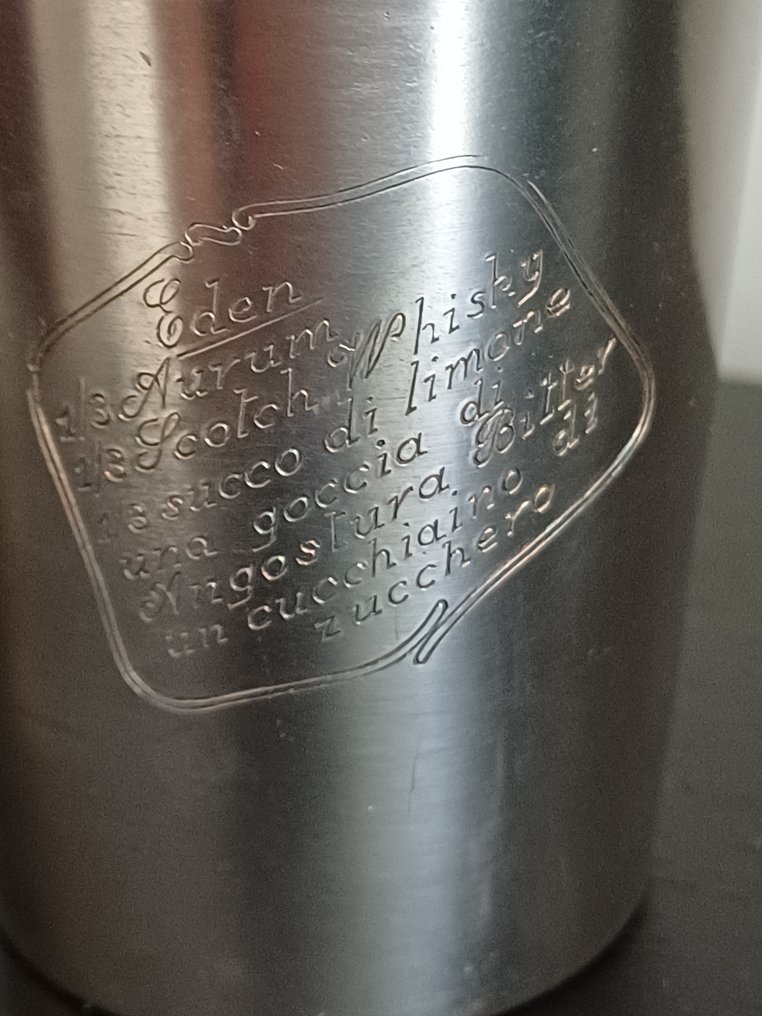 Eden
1/3 Aurum
1/3 Scotch Whisky
1/3 succo di limone
una goccia di
Angostura Bitter
un cucchiaino di
zucchero